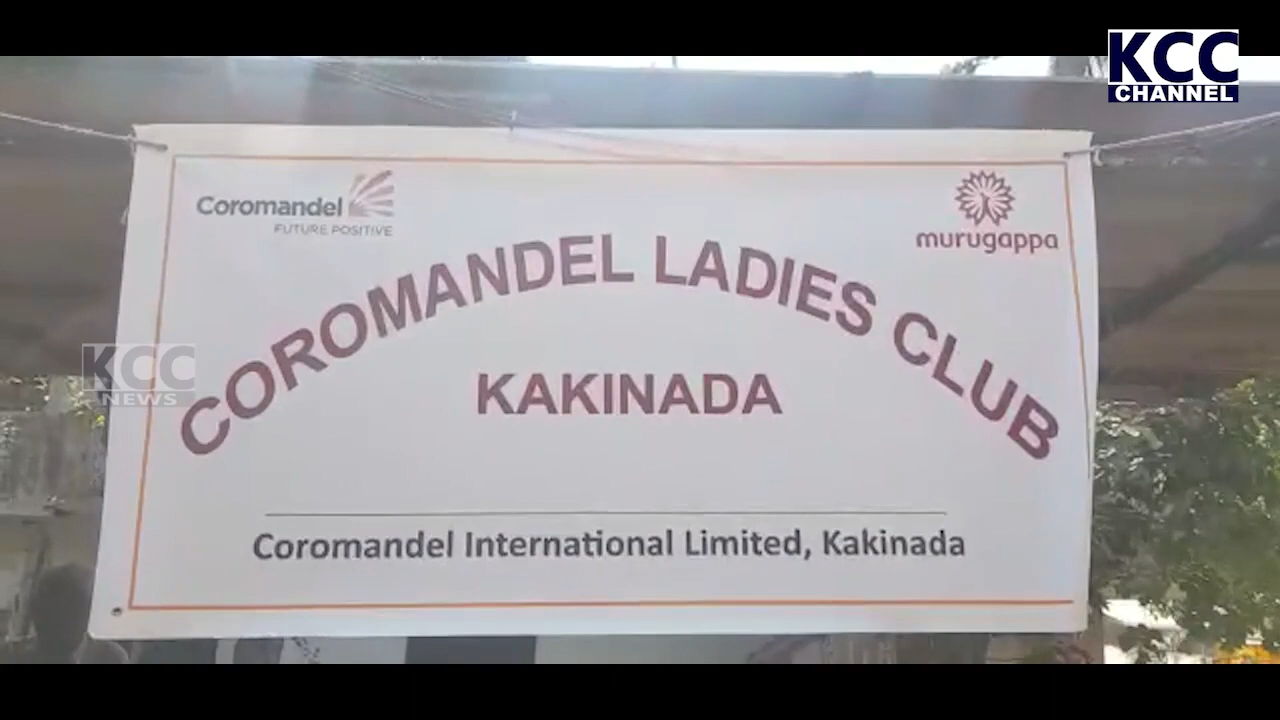 KCC
CHANNEL
Coromandel
FUTURE POSITIVE
murugappa
COROMANDEL LADIES CLUB
KAKINADA
KCC
NEWS
Coromandel International Limited, Kakinada